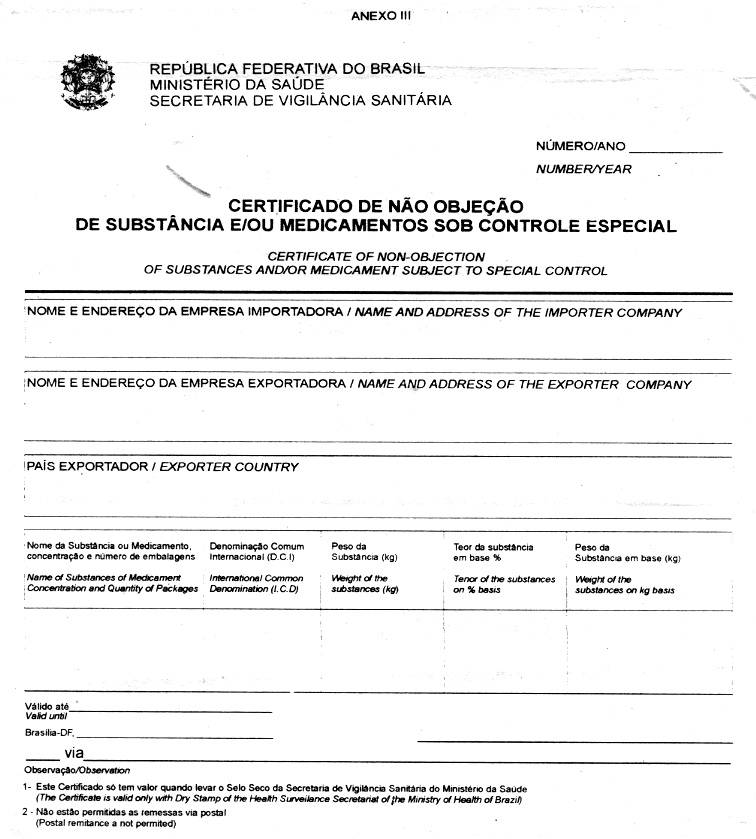 ANEXO III
REPÚBLICA FEDERATIVA DO BRASIL
MINISTÉRIO DA SAÚDE
SECRETARIA DE VIGILÂNCIA SANITÁRIA
NÚMERO/ANO
NUMBER/YEAR
CERTIFICADO DE NÃO OBJEÇÃO
DE SUBSTÂNCIA E/OU MEDICAMENTOS SOB CONTROLE ESPECIAL
CERTIFICATE OF NON-OBJECTION
OF SUBSTANCES AND/OR MEDICAMENT SUBJECT TO SPECIAL CONTROL
NOME E ENDEREÇO DA EMPRESA IMPORTADORA / NAME AND ADDRESS OF THE IMPORTER COMPANY
NOME E ENDEREÇO DA EMPRESA EXPORTADORA / NAME AND ADDRESS OF THE EXPORTER COMPANY
PAÍS EXPORTADOR / EXPORTER COUNTRY
Nome da Substância ou Medicamento,
concentração e número de embalagens
Name of Substances of Medicament
Concentration and Quantity of Packages
Denominação Comum
Internacional (D.C.I)
International Common
Denomination (I.C.D)
Peso da
Substância (kg)
Weight of the
substances (kg)
Teor da substância
em base %
Tenor of the substances
on % basis
Peso da
Substância em base (kg)
Weight of the
substances on kg basis
Válido até
Valid until
Brasilia-DF,
via
Observação/Observation
1- Este Certificado só tem valor quando levar o Selo Seco da Secretaria de Vigilância Sanitária do Ministério da Saúde
(The Certificate is valid only with Dry Stamp of the Health Surveilance Secretariat of the Ministry of Health of Brazil)
2 - Não estão permitidas as remessas via postal
(Postal remitance a not permitted)